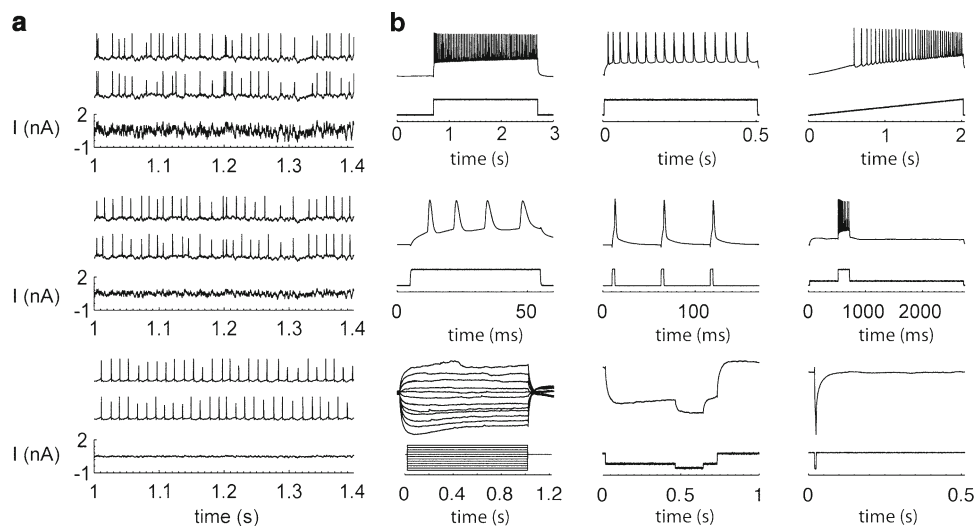 a
b
2
I (nA)
-1
1 1.1 1.2 1.3 1.4
0 1 2 3
time (s)
0 0.5
time (s)
0 1 2
time (s)
2
I (nA)
-1
1 1.1 1.2 1.3 1.4
0 50
time (ms)
0 100
time (ms)
0 1000 2000
time (ms)
2
I (nA)
-1
1 1.1 1.2 1.3 1.4
time (s)
0 0.4 0.8 1.2
time (s)
0 0.5 1
time (s)
0 0.5
time (s)